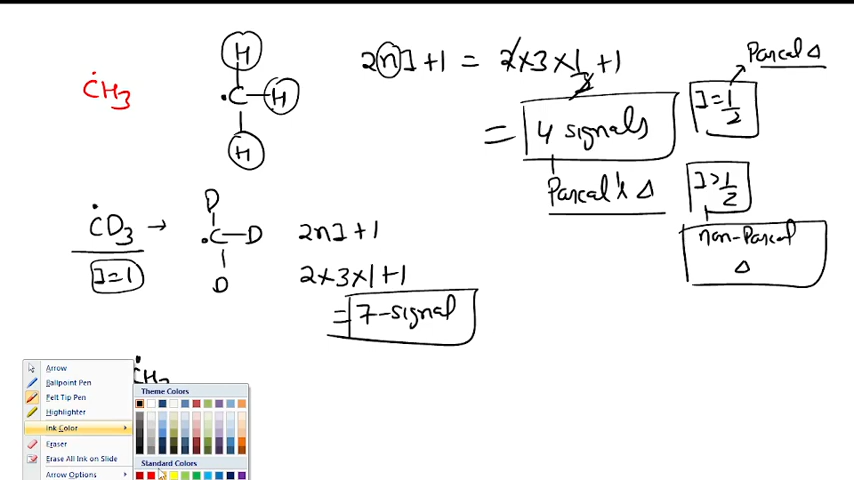 ĊH3
H
·C—H
H
2nI+1 = 2×3×1/2+1
= 4 signals
Pascal's Δ
Pascal Δ
I=1/2
I>1/2
non-Pascal
Δ
ĊD3 →
I=1
D
·C—D
D
2nI+1
2×3×1+1
= 7-signal
ĊH3
Arrow
Ballpoint Pen
Felt Tip Pen
Highlighter
Ink Color
Eraser
Erase All Ink on Slide
Arrow Options
Theme Colors
Standard Colors